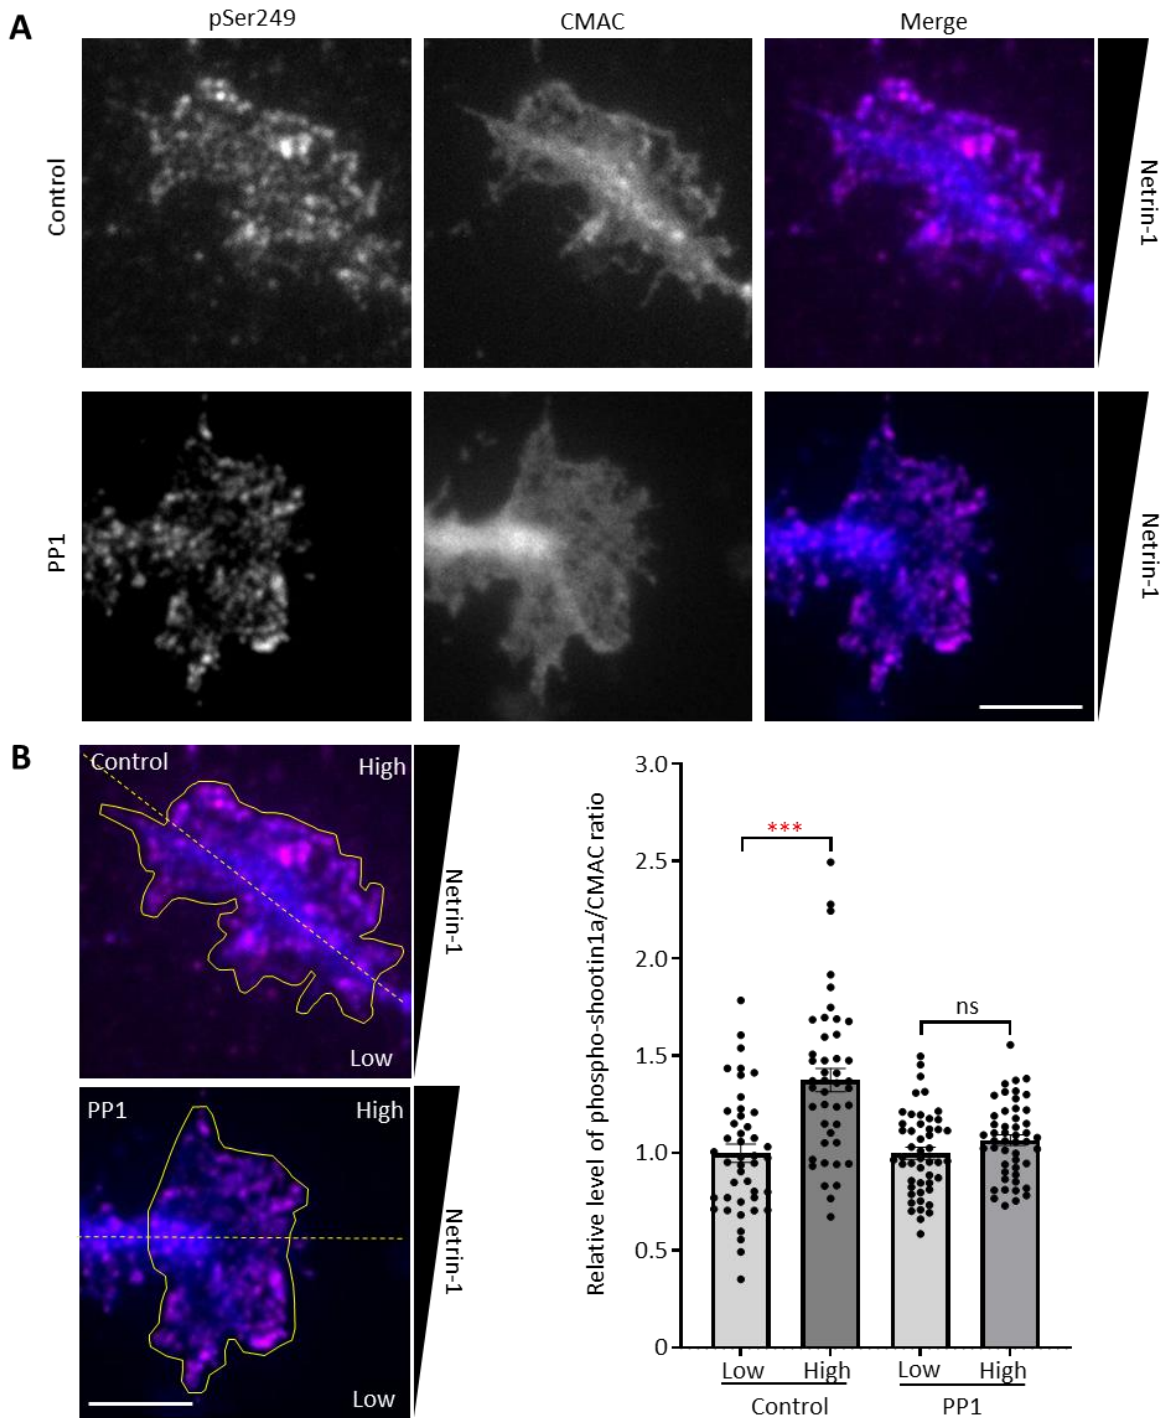 A
pSer249
CMAC
Merge
Control
Netrin-1
PP1
Netrin-1
B
Control
High
Low
Netrin-1
PP1
High
Low
Netrin-1
Relative level of phospho-shootin1a/CMAC ratio
3.0
2.5
2.0
1.5
1.0
0.5
0
***
ns
Low High Low High
Control PP1